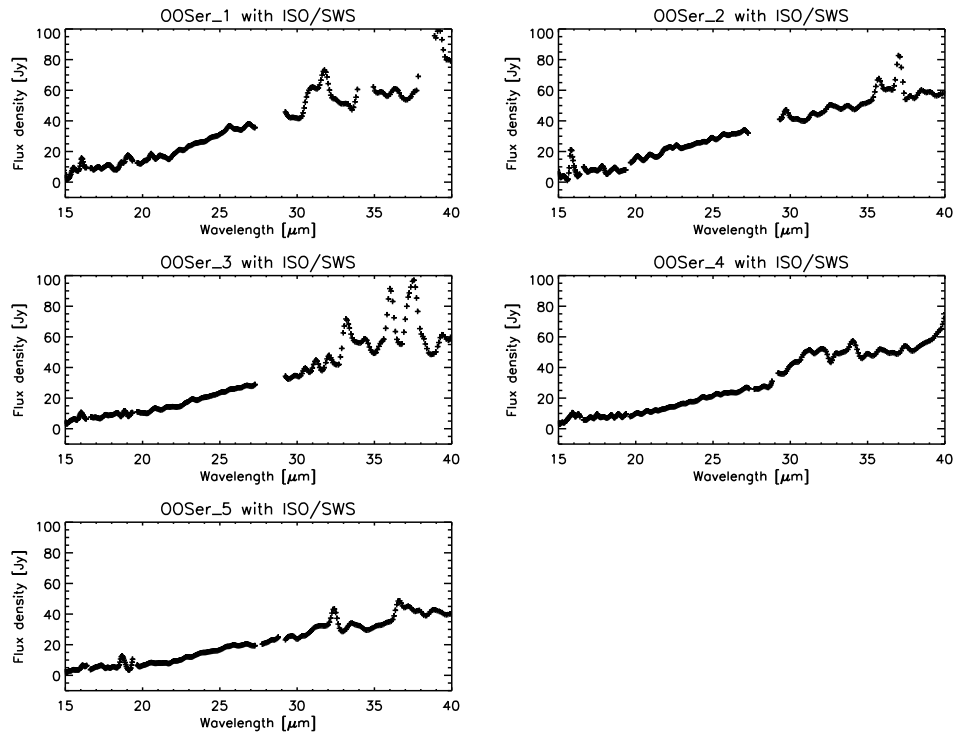 OOSer_1 with ISO/SWS
Flux density [Jy]
100
80
60
40
20
0
15 20 25 30 35 40
Wavelength [μm]
OOSer_2 with ISO/SWS
Flux density [Jy]
100
80
60
40
20
0
15 20 25 30 35 40
Wavelength [μm]
OOSer_3 with ISO/SWS
Flux density [Jy]
100
80
60
40
20
0
15 20 25 30 35 40
Wavelength [μm]
OOSer_4 with ISO/SWS
Flux density [Jy]
100
80
60
40
20
0
15 20 25 30 35 40
Wavelength [μm]
OOSer_5 with ISO/SWS
Flux density [Jy]
100
80
60
40
20
0
15 20 25 30 35 40
Wavelength [μm]